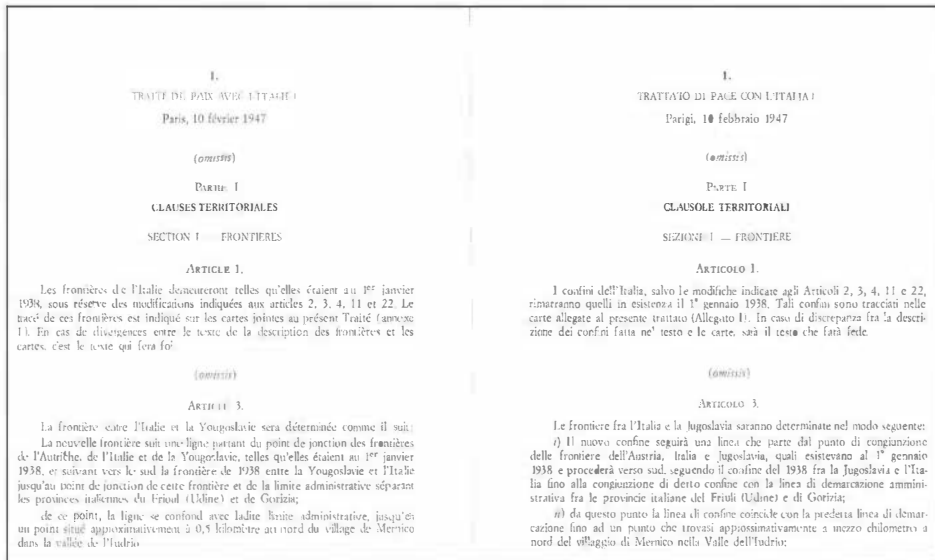 1.
TRAITÉ DE PAIX AVEC L'ITALIE
Paris, 10 février 1947
(omissis)
PARTIE I
CLAUSES TERRITORIALES
SECTION I — FRONTIÈRES
ARTICLE 1.
Les frontières de l'Italie demeureront telles qu'elles étaient au 1er janvier
1938, sous réserve des modifications indiquées aux articles 2, 3, 4, 11 et 22. Le
tracé de ces frontières est indiqué sur les cartes jointes au présent Traité (annexe
I). En cas de divergences entre le texte de la description des frontières et les
cartes, c'est le texte qui fera foi.
(omissis)
ARTICLE 3.
La frontière entre l'Italie et la Yougoslavie sera déterminée comme il suit:
La nouvelle frontière suit une ligne partant du point de jonction des frontières
de l'Autriche, de l'Italie et de la Yougoslavie, telles qu'elles étaient au 1er janvier
1938, et suivant vers le sud la frontière de 1938 entre la Yougoslavie et l'Italie
jusqu'au point de jonction de cette frontière et de la limite administrative séparant
les provinces italiennes du Frioul (Udine) et de Gorizia;
de ce point, la ligne se confond avec ladite limite administrative, jusqu'en
un point situé approximativement à 0,5 kilomètre au nord du village de Mernico
dans la vallée de l'Iudrio
1.
TRATTATO DI PACE CON L'ITALIA
Parigi, 10 febbraio 1947
(omissis)
PARTE I
CLAUSOLE TERRITORIALI
SEZIONE I — FRONTIERE
ARTICOLO 1.
I confini dell'Italia, salvo le modifiche indicate agli Articoli 2, 3, 4, 11 e 22,
rimarranno quelli in esistenza il 1° gennaio 1938. Tali confini sono tracciati nelle
carte allegate al presente trattato (Allegato I). In caso di discrepanza fra la descri-
zione dei confini fatta nel testo e le carte, sarà il testo che farà fede.
(omissis)
ARTICOLO 3.
Le frontiere fra l'Italia e la Jugoslavia saranno determinate nel modo seguente:
i) Il nuovo confine seguirà una linea che parte dal punto di congiunzione
delle frontiere dell'Austria, Italia e Jugoslavia, quali esistevano al 1° gennaio
1938 e procederà verso sud, seguendo il confine del 1938 fra la Jugoslavia e l'Ita-
lia fino alla congiunzione di detto confine con la linea di demarcazione ammini-
strativa fra le provincie italiane del Friuli (Udine) e di Gorizia;
ii) da questo punto la linea di confine coincide con la predetta linea di demar-
cazione fino ad un punto che trovasi approssimativamente a mezzo chilometro a
nord del villaggio di Mernico nella Valle dell'Iudrio;